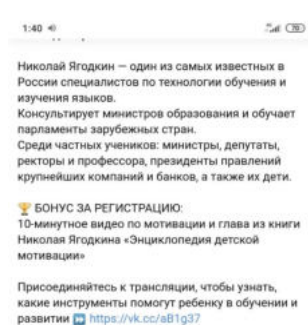 1:40
70
Николай Ягодкин — один из самых известных в
России специалистов по технологии обучения и
изучения языков.
Консультирует министров образования и обучает
парламенты зарубежных стран.
Среди частных учеников: министры, депутаты,
ректоры и профессора, президенты правлений
крупнейших компаний и банков, а также их дети.
🏆 БОНУС ЗА РЕГИСТРАЦИЮ:
10-минутное видео по мотивации и глава из книги
Николая Ягодкина «Энциклопедия детской
мотивации»
Присоединяйтесь к трансляции, чтобы узнать,
какие инструменты помогут ребенку в обучении и
развитии ➡️ https://vk.cc/aB1g37